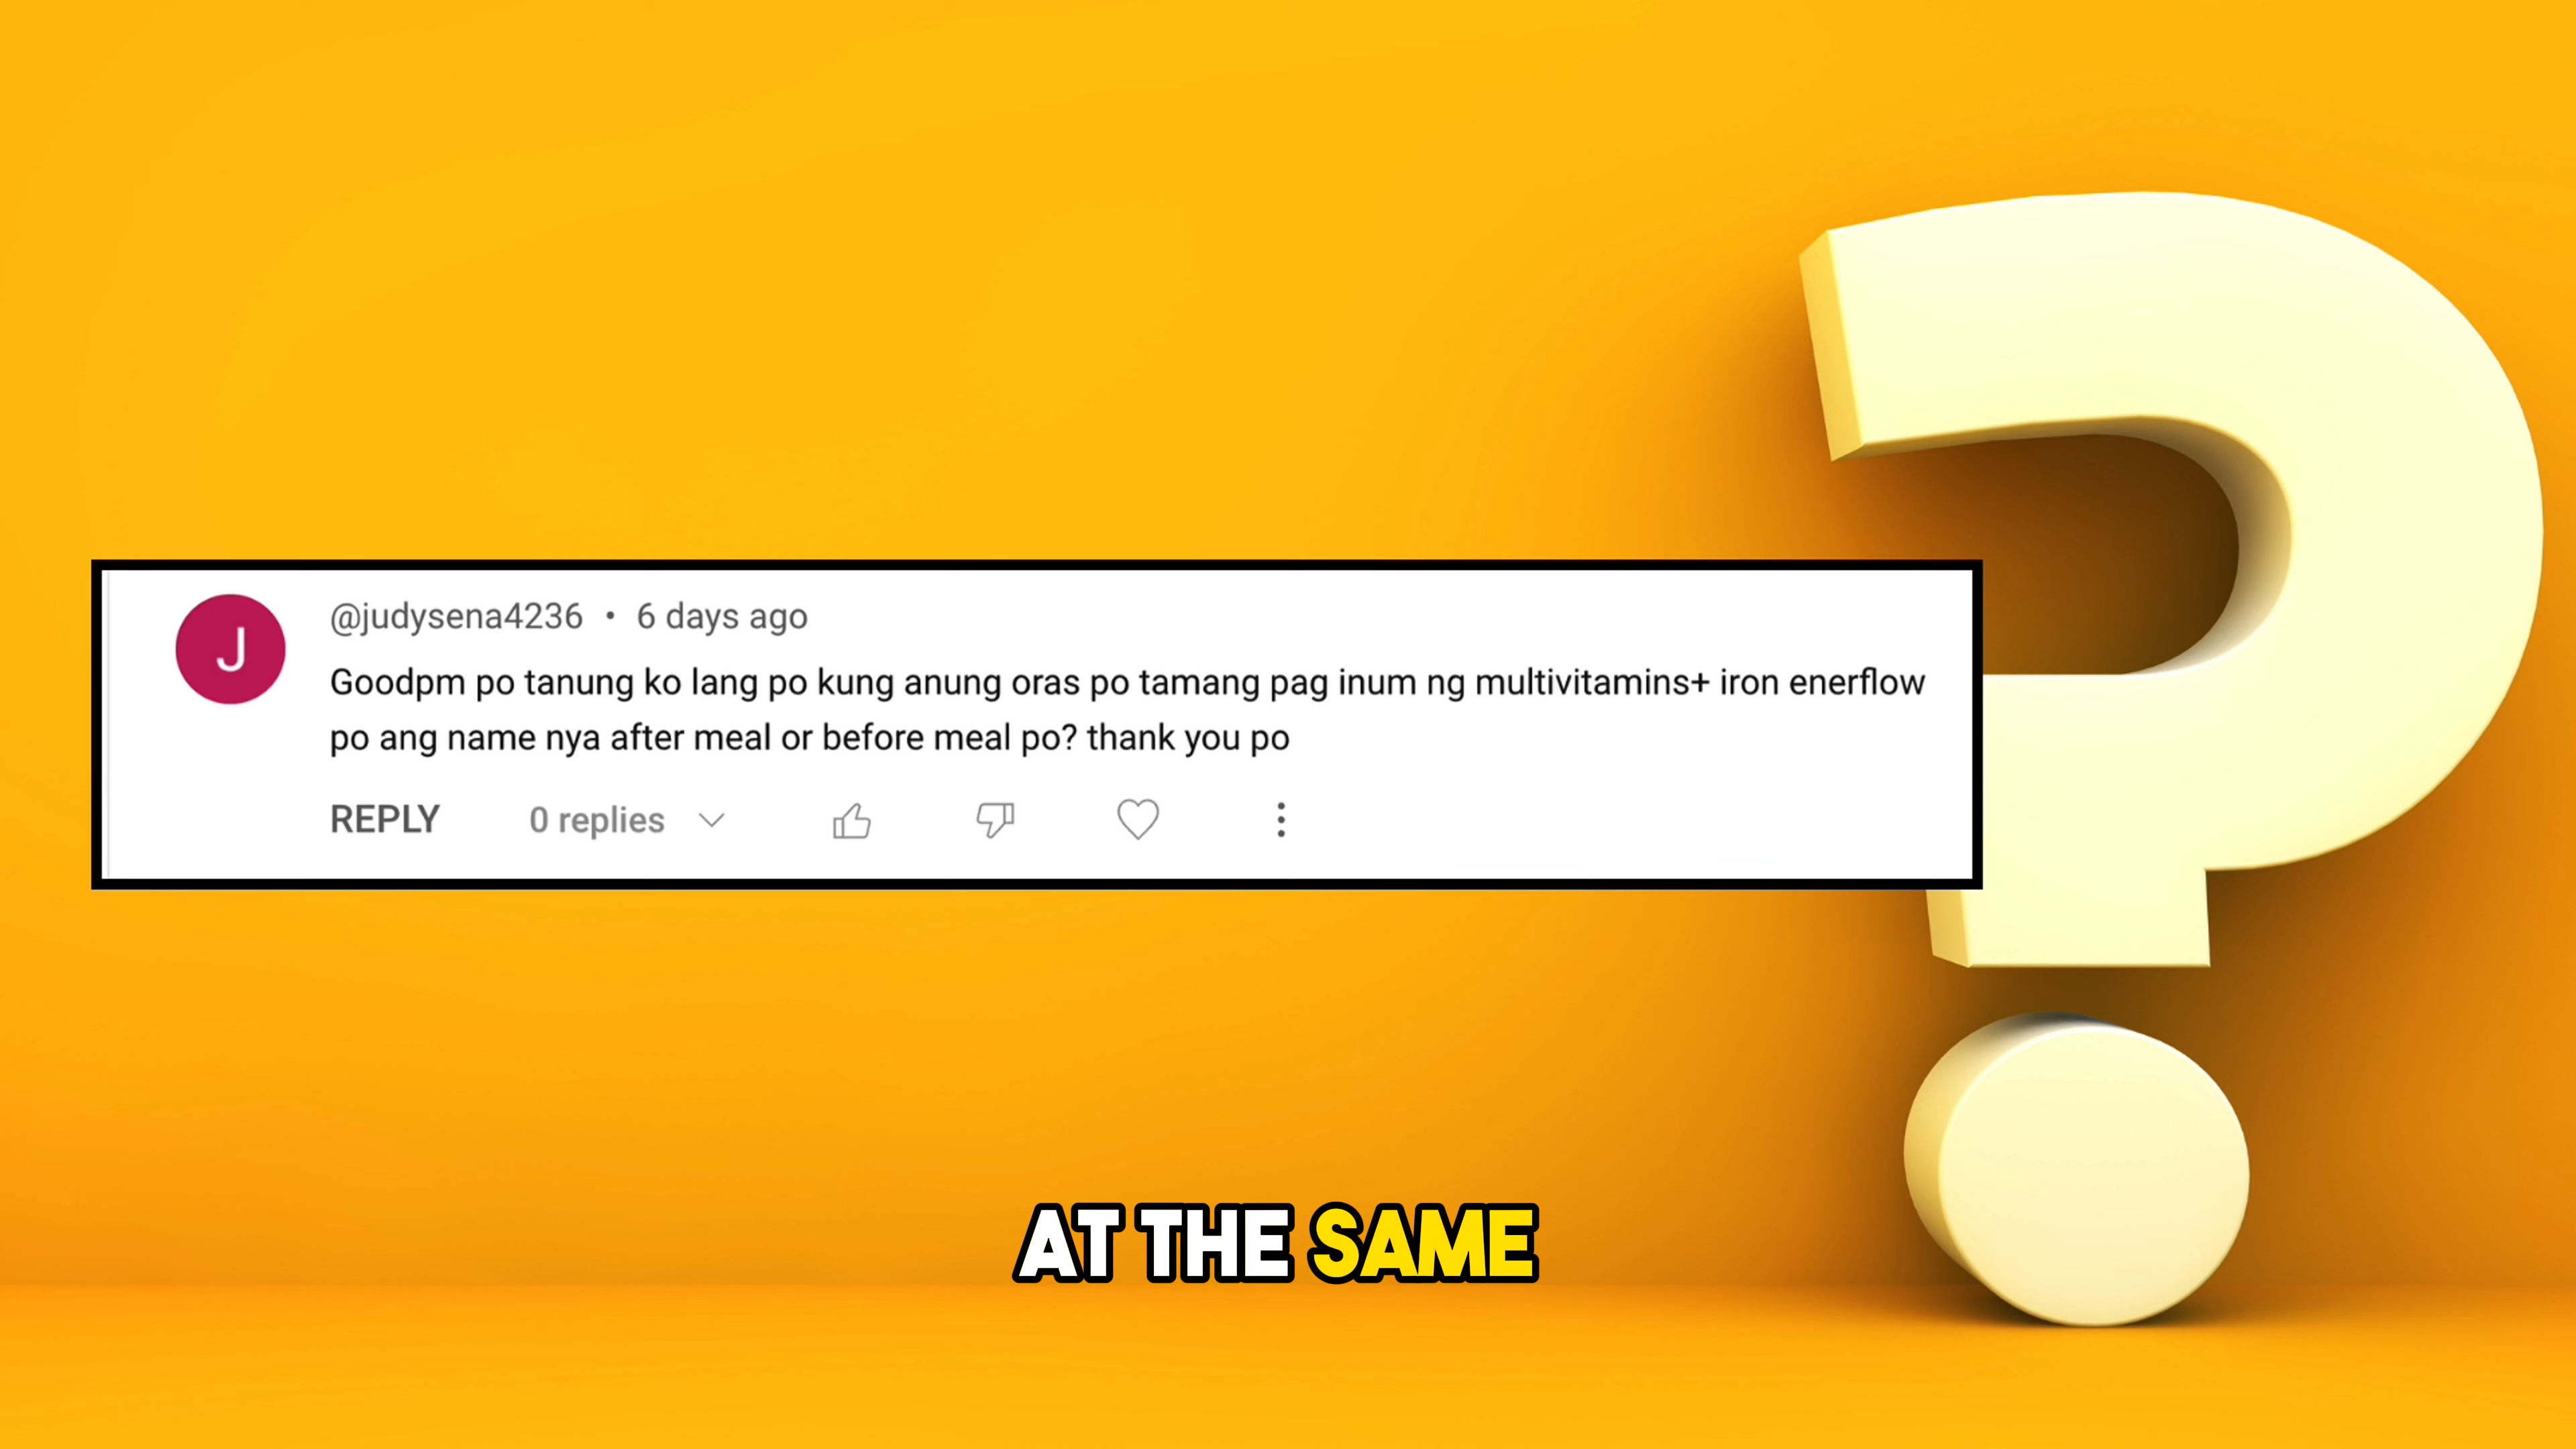 J
@judysena4236 • 6 days ago
Goodpm po tanung ko lang po kung anung oras po tamang pag inum ng multivitamins+ iron enerflow
po ang name nya after meal or before meal po? thank you po
REPLY 0 replies
AT THE SAME